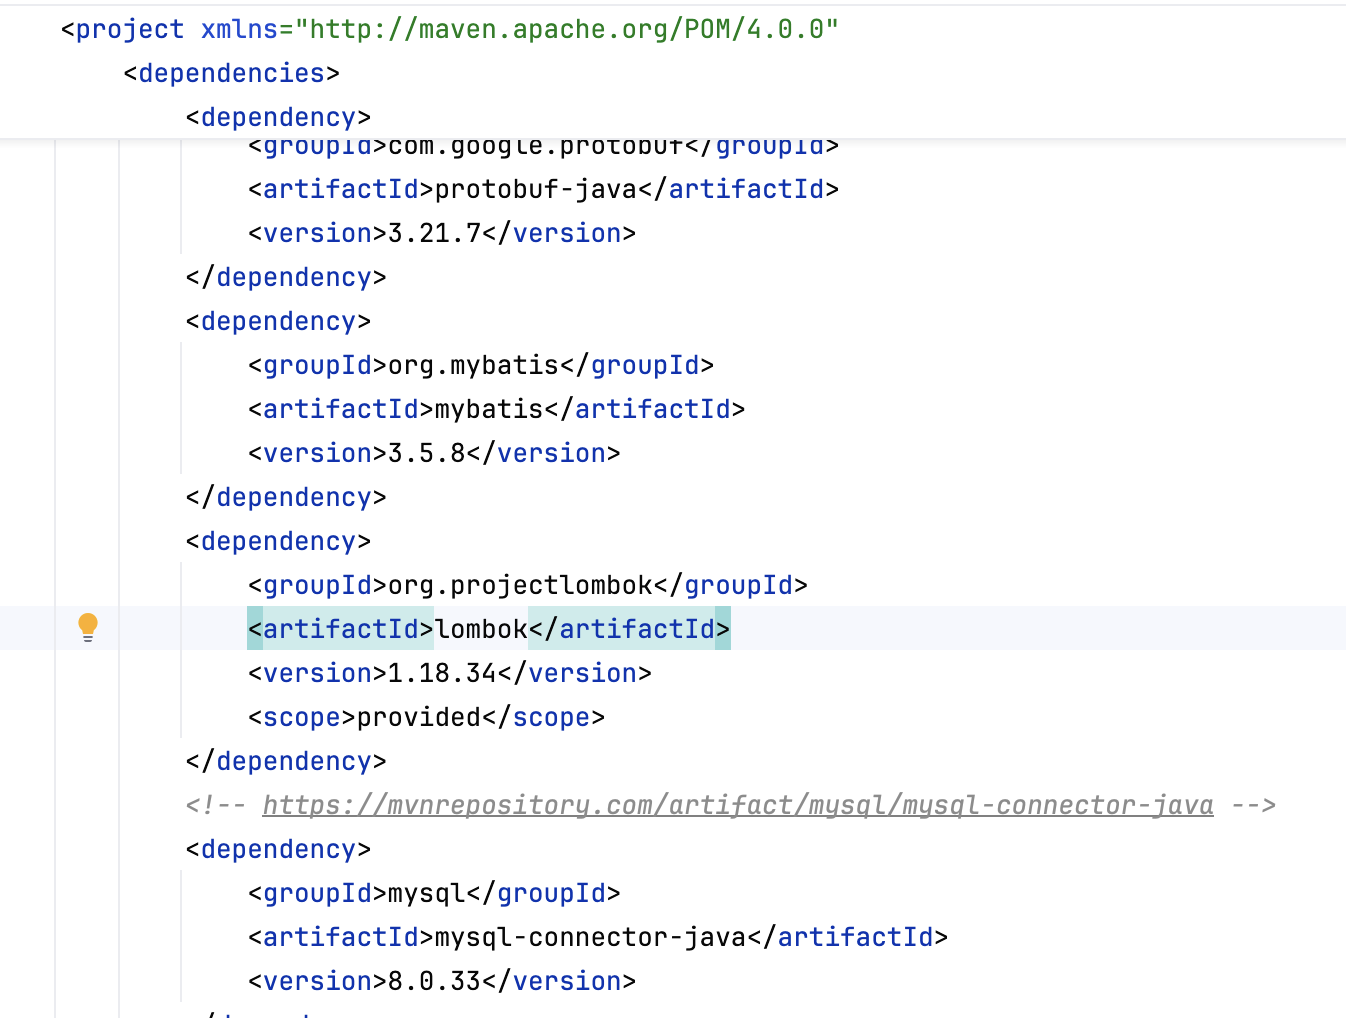 <project xmlns="http://maven.apache.org/POM/4.0.0"
<dependencies>
<dependency>
<groupId>com.google.protobuf</groupId>
<artifactId>protobuf-java</artifactId>
<version>3.21.7</version>
</dependency>
<dependency>
<groupId>org.mybatis</groupId>
<artifactId>mybatis</artifactId>
<version>3.5.8</version>
</dependency>
<dependency>
<groupId>org.projectlombok</groupId>
<artifactId>lombok</artifactId>
<version>1.18.34</version>
<scope>provided</scope>
</dependency>
<!-- https://mvnrepository.com/artifact/mysql/mysql-connector-java -->
<dependency>
<groupId>mysql</groupId>
<artifactId>mysql-connector-java</artifactId>
<version>8.0.33</version>